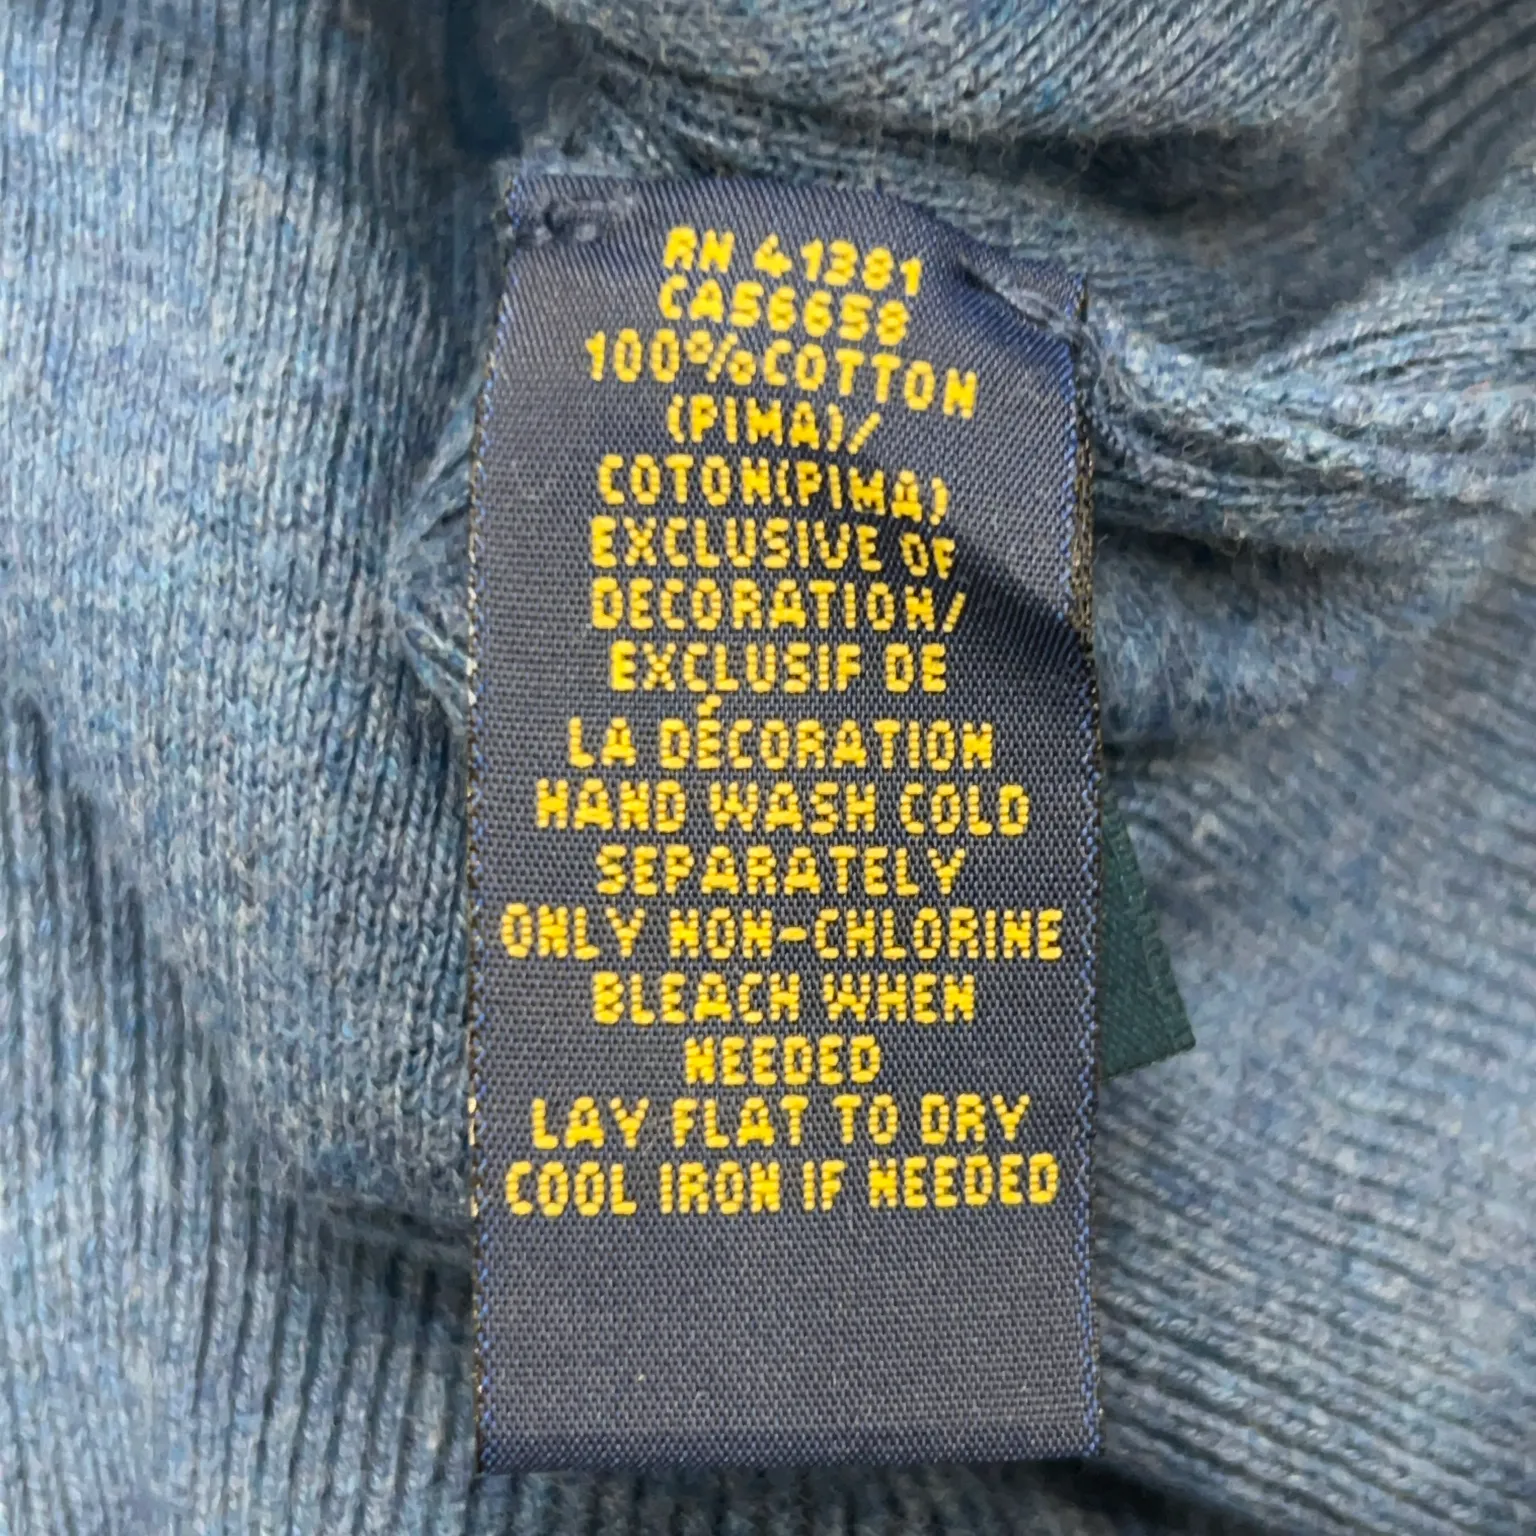 RN 41381
CA56658
100%COTTON
(PIMA)/
COTON(PIMA)
EXCLUSIVE OF
DECORATION/
EXCLUSIF DE
LA DÉCORATION
HAND WASH COLD
SEPARATELY
ONLY NON-CHLORINE
BLEACH WHEN
NEEDED
LAY FLAT TO DRY
COOL IRON IF NEEDED